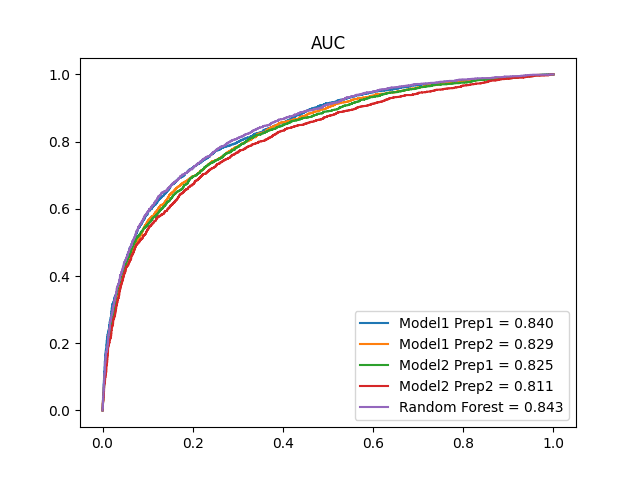 AUC
1.0
0.8
0.6
0.4
0.2
0.0
Model1 Prep1 = 0.840
Model1 Prep2 = 0.829
Model2 Prep1 = 0.825
Model2 Prep2 = 0.811
Random Forest = 0.843
0.0 0.2 0.4 0.6 0.8 1.0